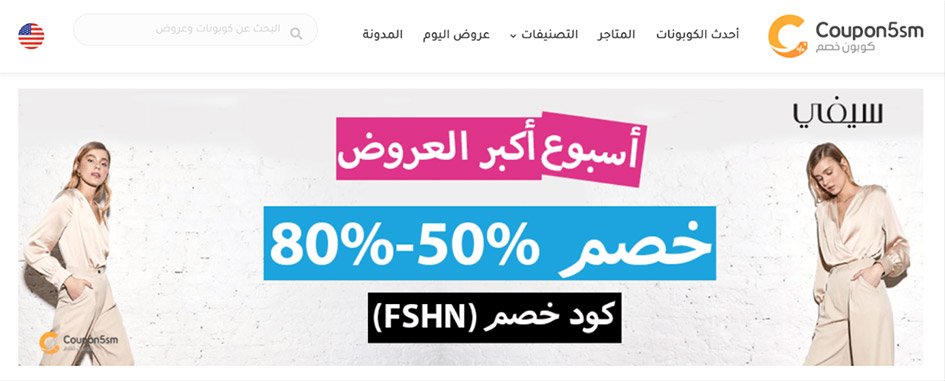 Coupon5sm
كوبون خصم
أحدث الكوبونات
المتاجر
التصنيفات
عروض اليوم
المدونة
البحث عن كوبونات وعروض
سيفي
أسبوع أكبر العروض
خصم 50%-80%
كود خصم (FSHN)
Coupon5sm